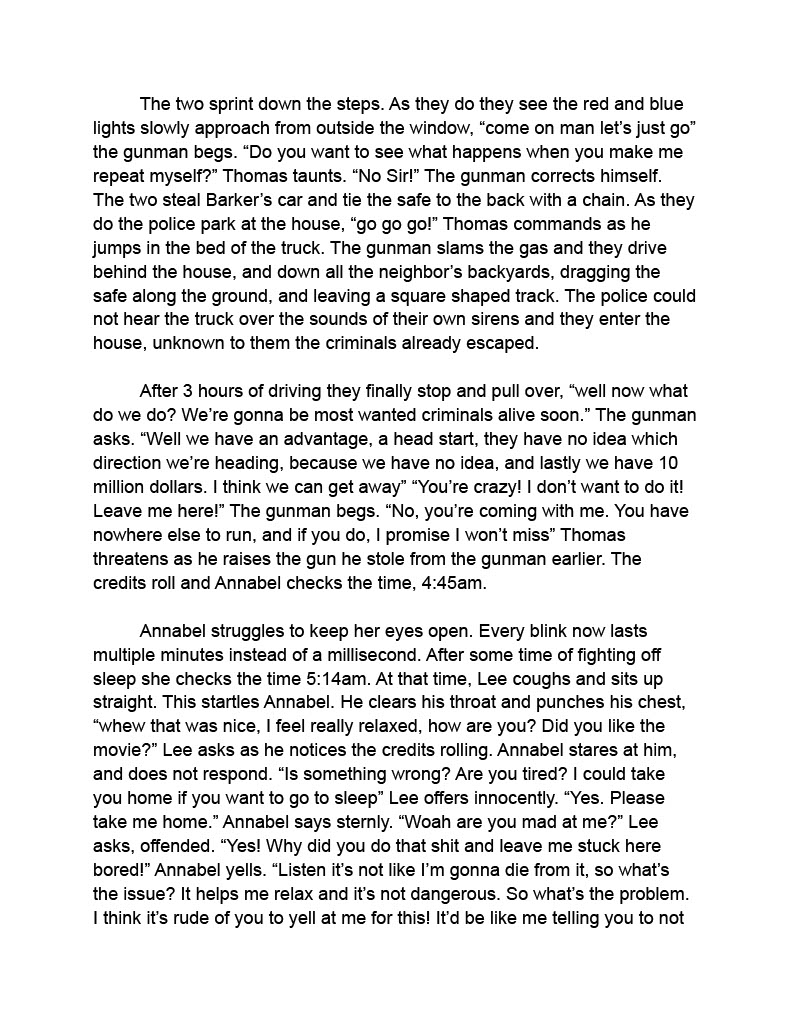 The two sprint down the steps. As they do they see the red and blue
lights slowly approach from outside the window, “come on man let’s just go”
the gunman begs. “Do you want to see what happens when you make me
repeat myself?” Thomas taunts. “No Sir!” The gunman corrects himself.
The two steal Barker’s car and tie the safe to the back with a chain. As they
do the police park at the house, “go go go!” Thomas commands as he
jumps in the bed of the truck. The gunman slams the gas and they drive
behind the house, and down all the neighbor’s backyards, dragging the
safe along the ground, and leaving a square shaped track. The police could
not hear the truck over the sounds of their own sirens and they enter the
house, unknown to them the criminals already escaped.
After 3 hours of driving they finally stop and pull over, “well now what
do we do? We’re gonna be most wanted criminals alive soon.” The gunman
asks. “Well we have an advantage, a head start, they have no idea which
direction we’re heading, because we have no idea, and lastly we have 10
million dollars. I think we can get away” “You’re crazy! I don’t want to do it!
Leave me here!” The gunman begs. “No, you’re coming with me. You have
nowhere else to run, and if you do, I promise I won’t miss” Thomas
threatens as he raises the gun he stole from the gunman earlier. The
credits roll and Annabel checks the time, 4:45am.
Annabel struggles to keep her eyes open. Every blink now lasts
multiple minutes instead of a millisecond. After some time of fighting off
sleep she checks the time 5:14am. At that time, Lee coughs and sits up
straight. This startles Annabel. He clears his throat and punches his chest,
“whew that was nice, I feel really relaxed, how are you? Did you like the
movie?” Lee asks as he notices the credits rolling. Annabel stares at him,
and does not respond. “Is something wrong? Are you tired? I could take
you home if you want to go to sleep” Lee offers innocently. “Yes. Please
take me home.” Annabel says sternly. “Woah are you mad at me?” Lee
asks, offended. “Yes! Why did you do that shit and leave me stuck here
bored!” Annabel yells. “Listen it’s not like I’m gonna die from it, so what’s
the issue? It helps me relax and it’s not dangerous. So what’s the problem.
I think it’s rude of you to yell at me for this! It’d be like me telling you to not